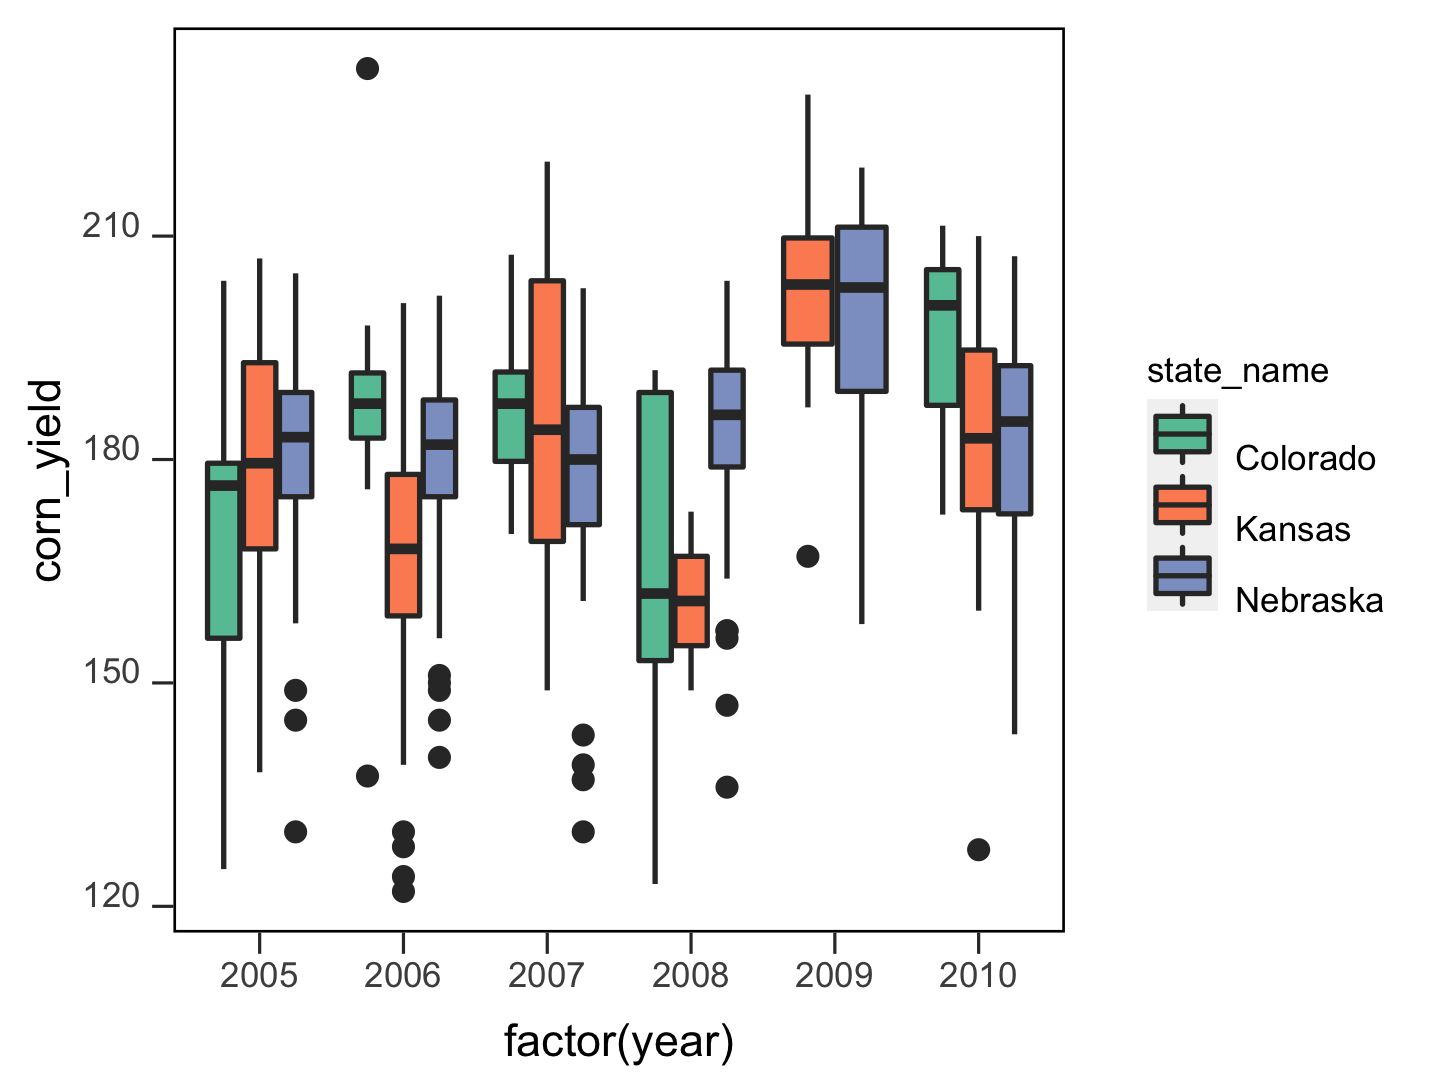 210
180
150
120
corn_yield
2005 2006 2007 2008 2009 2010
factor(year)
state_name
Colorado
Kansas
Nebraska